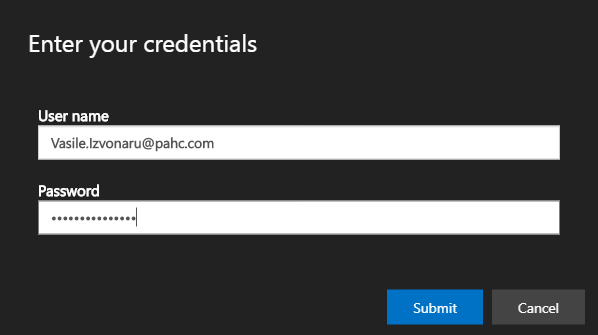 Enter your credentials
User name
Vasile.Izvonaru@pahc.com
Password
•••••••••••••••
Submit Cancel